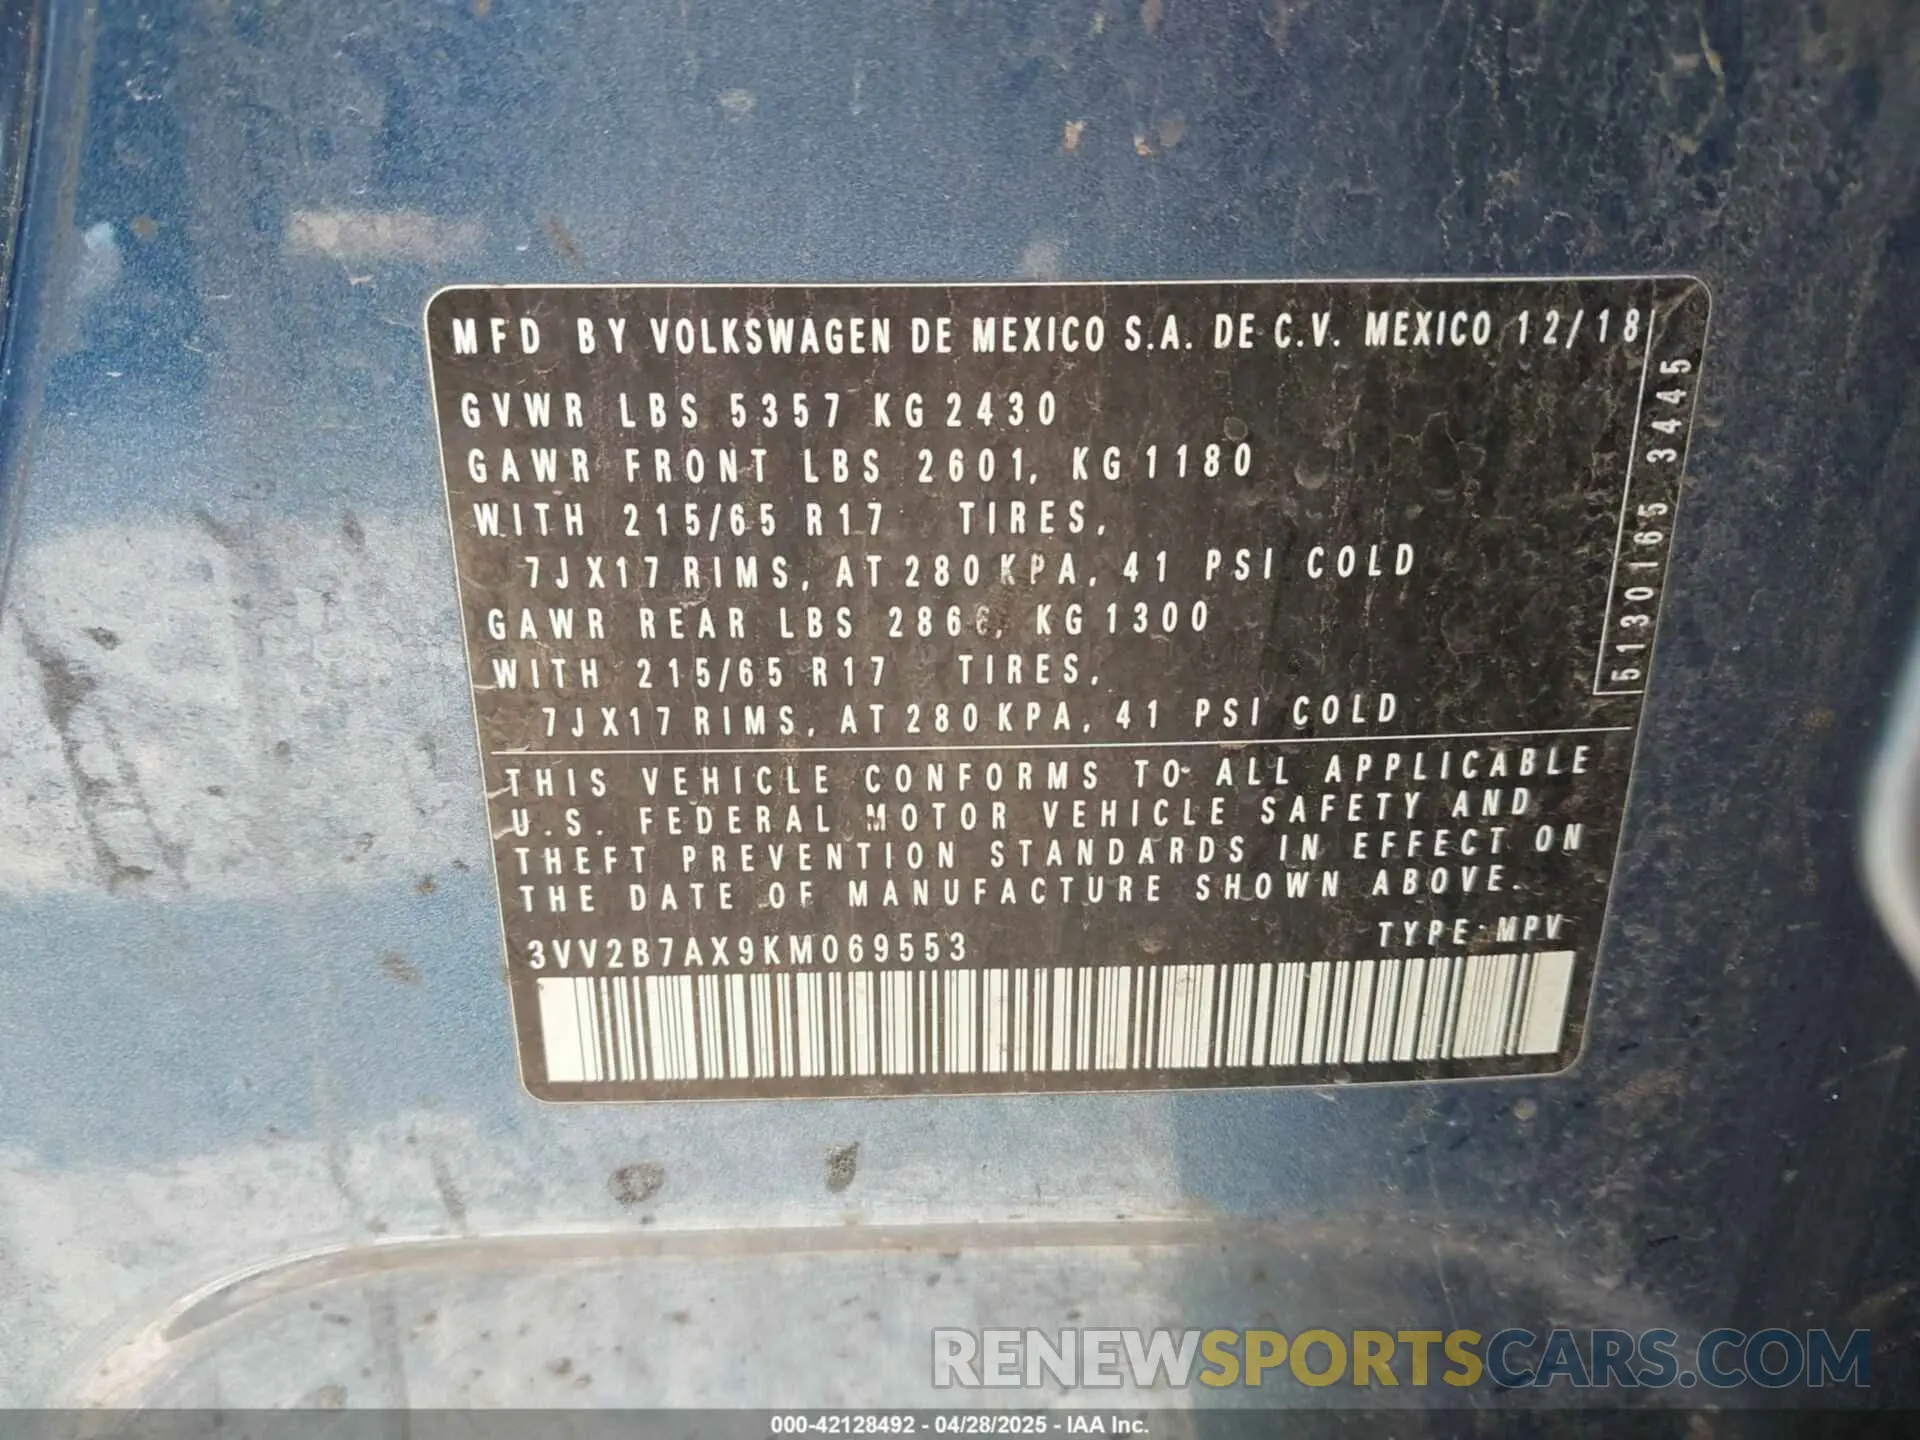 MFD BY VOLKSWAGEN DE MEXICO S.A. DE C.V. MEXICO 12/18
GVWR LBS 5357 KG 2430
GAWR FRONT LBS 2601, KG 1180
WITH 215/65 R17 TIRES,
7JX17 RIMS, AT 280 KPA, 41 PSI COLD
GAWR REAR LBS 2866, KG 1300
WITH 215/65 R17 TIRES,
7JX17 RIMS, AT 280 KPA, 41 PSI COLD
5130165 3445
THIS VEHICLE CONFORMS TO ALL APPLICABLE
U.S. FEDERAL MOTOR VEHICLE SAFETY AND
THEFT PREVENTION STANDARDS IN EFFECT ON
THE DATE OF MANUFACTURE SHOWN ABOVE.
3VV2B7AX9KM069553 TYPE: MPV
RENEWSPORTSCARS.COM
000-42128492 - 04/28/2025 - IAA Inc.